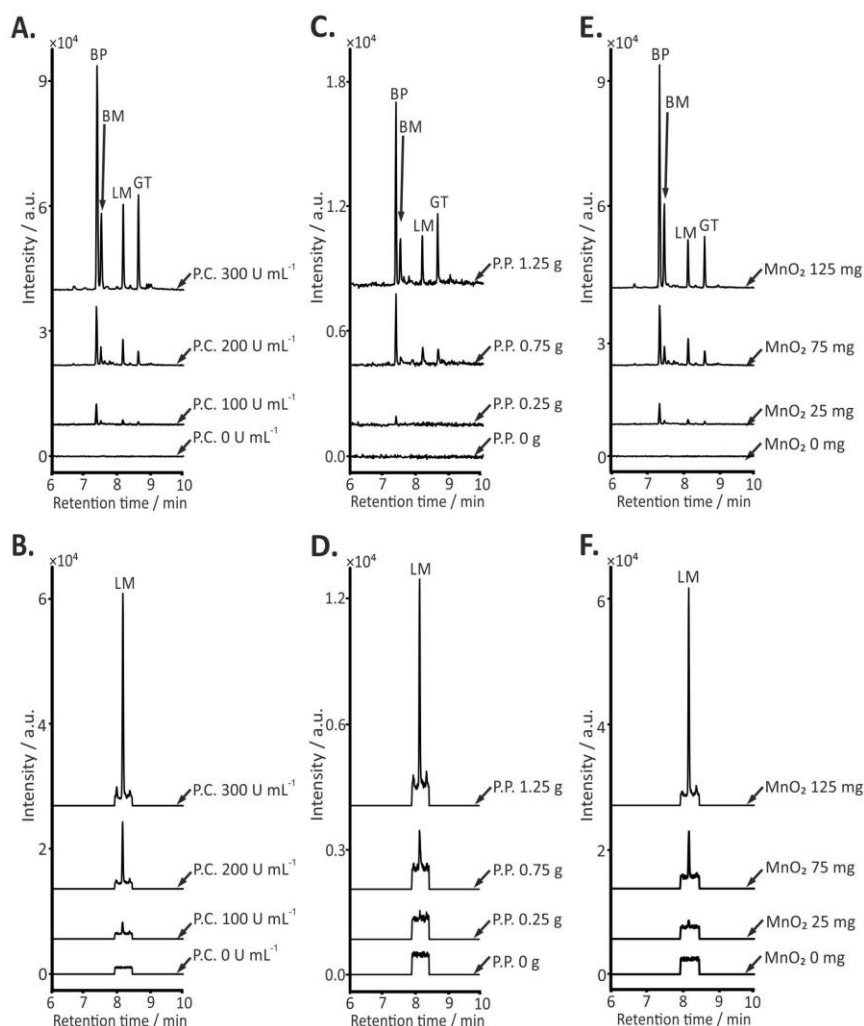 A.
×10⁴
BP
BM
LM
GT
9
6
3
0
Intensity / a.u.
P.C. 300 U mL⁻¹
P.C. 200 U mL⁻¹
P.C. 100 U mL⁻¹
P.C. 0 U mL⁻¹
6 7 8 9 10
Retention time / min
C.
×10⁴
BP
BM
LM
GT
1.8
1.2
0.6
0.0
Intensity / a.u.
P.P. 1.25 g
P.P. 0.75 g
P.P. 0.25 g
P.P. 0 g
6 7 8 9 10
Retention time / min
E.
×10⁴
BP
BM
LM
GT
9
6
3
0
Intensity / a.u.
MnO₂ 125 mg
MnO₂ 75 mg
MnO₂ 25 mg
MnO₂ 0 mg
6 7 8 9 10
Retention time / min
B.
×10⁴
LM
6
4
2
0
Intensity / a.u.
P.C. 300 U mL⁻¹
P.C. 200 U mL⁻¹
P.C. 100 U mL⁻¹
P.C. 0 U mL⁻¹
6 7 8 9 10
Retention time / min
D.
×10⁴
LM
1.2
0.6
0.3
0.0
Intensity / a.u.
P.P. 1.25 g
P.P. 0.75 g
P.P. 0.25 g
P.P. 0 g
6 7 8 9 10
Retention time / min
F.
×10⁴
LM
6
4
2
0
Intensity / a.u.
MnO₂ 125 mg
MnO₂ 75 mg
MnO₂ 25 mg
MnO₂ 0 mg
6 7 8 9 10
Retention time / min